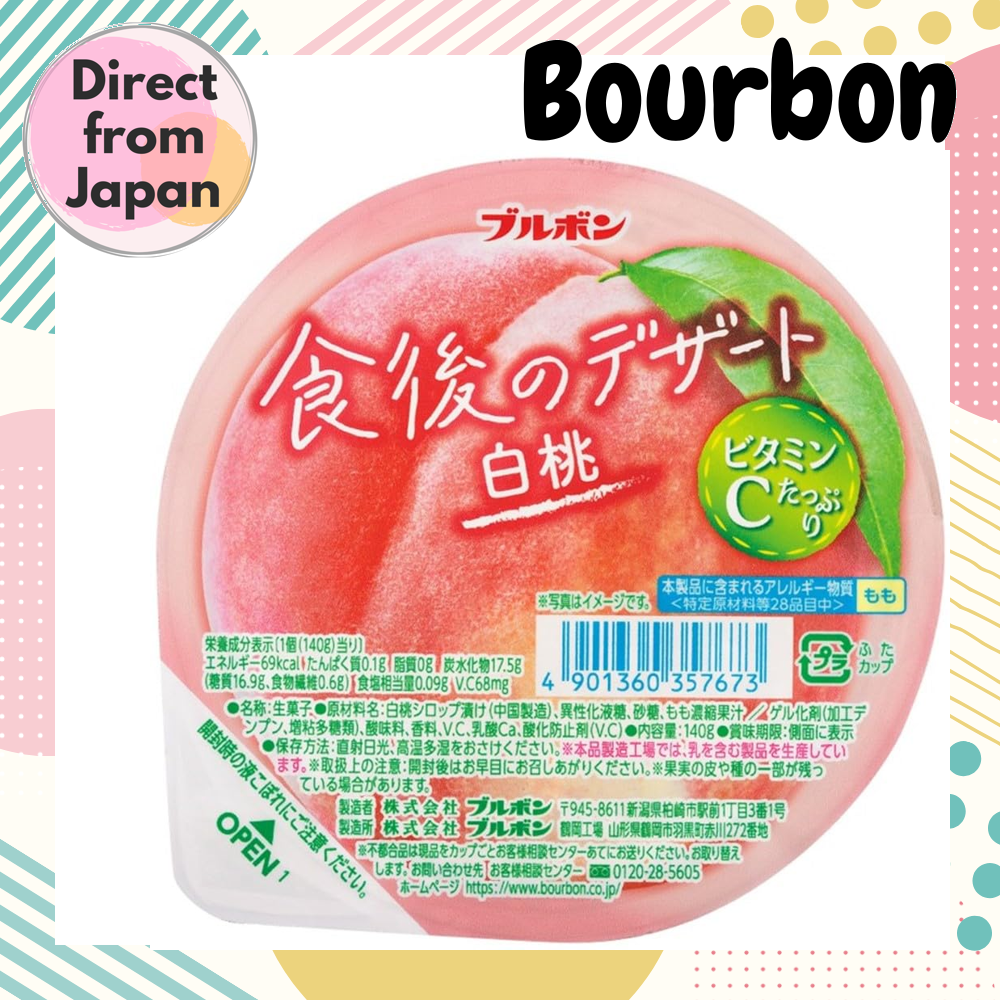 Direct
from
Japan
Bourbon
ブルボン
食後のデザート
白桃
ビタミン
Cたっぷり
※写真はイメージです。
本製品に含まれるアレルギー物質
<特定原材料等28品目中>
もも
4 901360 357673
プラ
ふた
カップ
栄養成分表示〔1個(140g)当り〕
エネルギー69kcal たんぱく質0.1g 脂質0g 炭水化物17.5g
(糖質16.9g、食物繊維0.6g) 食塩相当量0.09g V.C68mg
●名称:生菓子●原材料名:白桃シロップ漬け(中国製造)、異性化液糖、砂糖、もも濃縮果汁／ゲル化剤(加工デ
ンプン、増粘多糖類)、酸味料、香料、V.C、乳酸Ca、酸化防止剤(V.C)●内容量:140g●賞味期限:側面に表示
●保存方法:直射日光、高温多湿をおさけください。※本品製造工場では、乳を含む製品を生産してい
ます。※取扱上の注意:開封後はお早目にお召しあがりください。※果実の皮や種の一部が残っ
ている場合があります。
製造者 株式会社 ブルボン 〒945-8611新潟県柏崎市駅前1丁目3番1号
製造所 株式会社 ブルボン 鶴岡工場 山形県鶴岡市羽黒町赤川272番地
※不都合品は現品をカップごとお客様相談センターあてにお送りください。お取り替え
します。お問い合わせ先 お客様相談センター 0120-28-5605
ホームページ https://www.bourbon.co.jp/
開封時の液こぼれにご注意ください。
OPEN 1